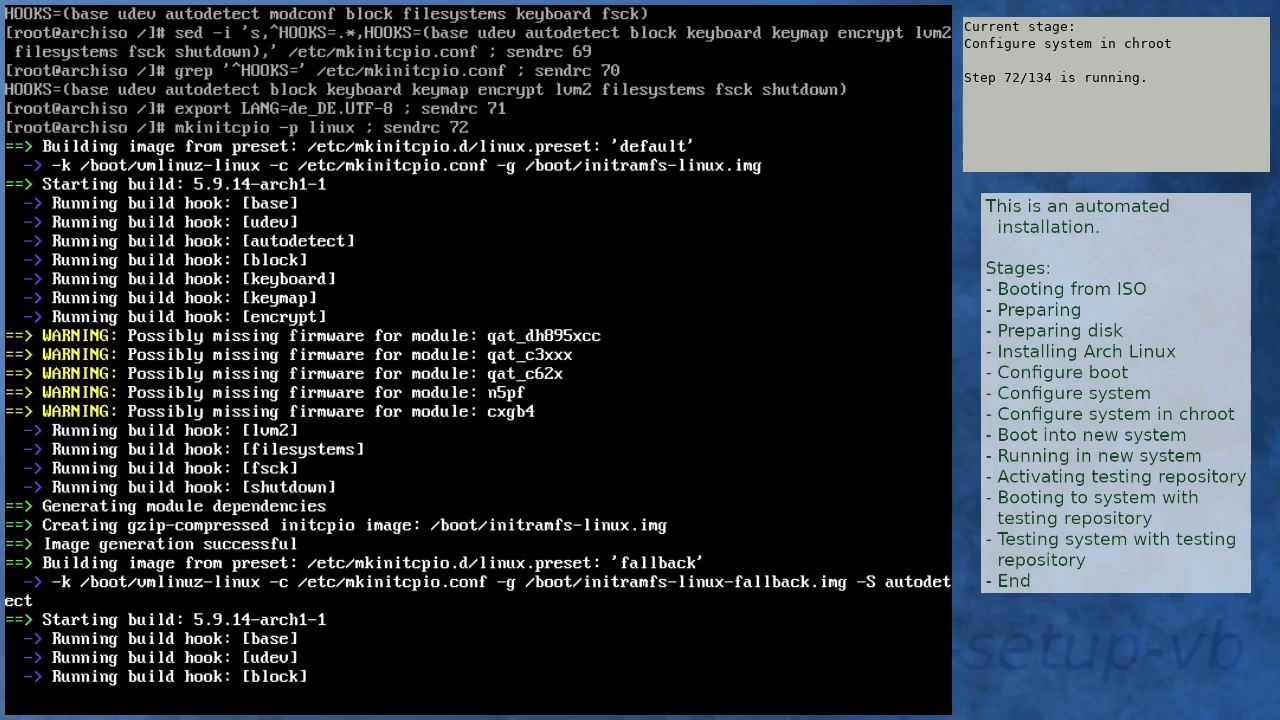 HOOKS=(base udev autodetect modconf block filesystems keyboard fsck)
[root@archiso /]# sed -i 's,^HOOKS=.*,HOOKS=(base udev autodetect block keyboard keymap encrypt lvm2
 filesystems fsck shutdown),' /etc/mkinitcpio.conf ; sendrc 69
[root@archiso /]# grep '^HOOKS=' /etc/mkinitcpio.conf ; sendrc 70
HOOKS=(base udev autodetect block keyboard keymap encrypt lvm2 filesystems fsck shutdown)
[root@archiso /]# export LANG=de_DE.UTF-8 ; sendrc 71
[root@archiso /]# mkinitcpio -p linux ; sendrc 72
==> Building image from preset: /etc/mkinitcpio.d/linux.preset: 'default'
  -> -k /boot/vmlinuz-linux -c /etc/mkinitcpio.conf -g /boot/initramfs-linux.img
==> Starting build: 5.9.14-arch1-1
  -> Running build hook: [base]
  -> Running build hook: [udev]
  -> Running build hook: [autodetect]
  -> Running build hook: [block]
  -> Running build hook: [keyboard]
  -> Running build hook: [keymap]
  -> Running build hook: [encrypt]
==> WARNING: Possibly missing firmware for module: qat_dh895xcc
==> WARNING: Possibly missing firmware for module: qat_c3xxx
==> WARNING: Possibly missing firmware for module: qat_c62x
==> WARNING: Possibly missing firmware for module: n5pf
==> WARNING: Possibly missing firmware for module: cxgb4
  -> Running build hook: [lvm2]
  -> Running build hook: [filesystems]
  -> Running build hook: [fsck]
  -> Running build hook: [shutdown]
==> Generating module dependencies
==> Creating gzip-compressed initcpio image: /boot/initramfs-linux.img
==> Image generation successful
==> Building image from preset: /etc/mkinitcpio.d/linux.preset: 'fallback'
  -> -k /boot/vmlinuz-linux -c /etc/mkinitcpio.conf -g /boot/initramfs-linux-fallback.img -S autodet
ect
==> Starting build: 5.9.14-arch1-1
  -> Running build hook: [base]
  -> Running build hook: [udev]
  -> Running build hook: [block]
Current stage:
Configure system in chroot
Step 72/134 is running.
This is an automated
installation.
Stages:
- Booting from ISO
- Preparing
- Preparing disk
- Installing Arch Linux
- Configure boot
- Configure system
- Configure system in chroot
- Boot into new system
- Running in new system
- Activating testing repository
- Booting to system with
testing repository
- Testing system with testing
repository
- End
setup-vb